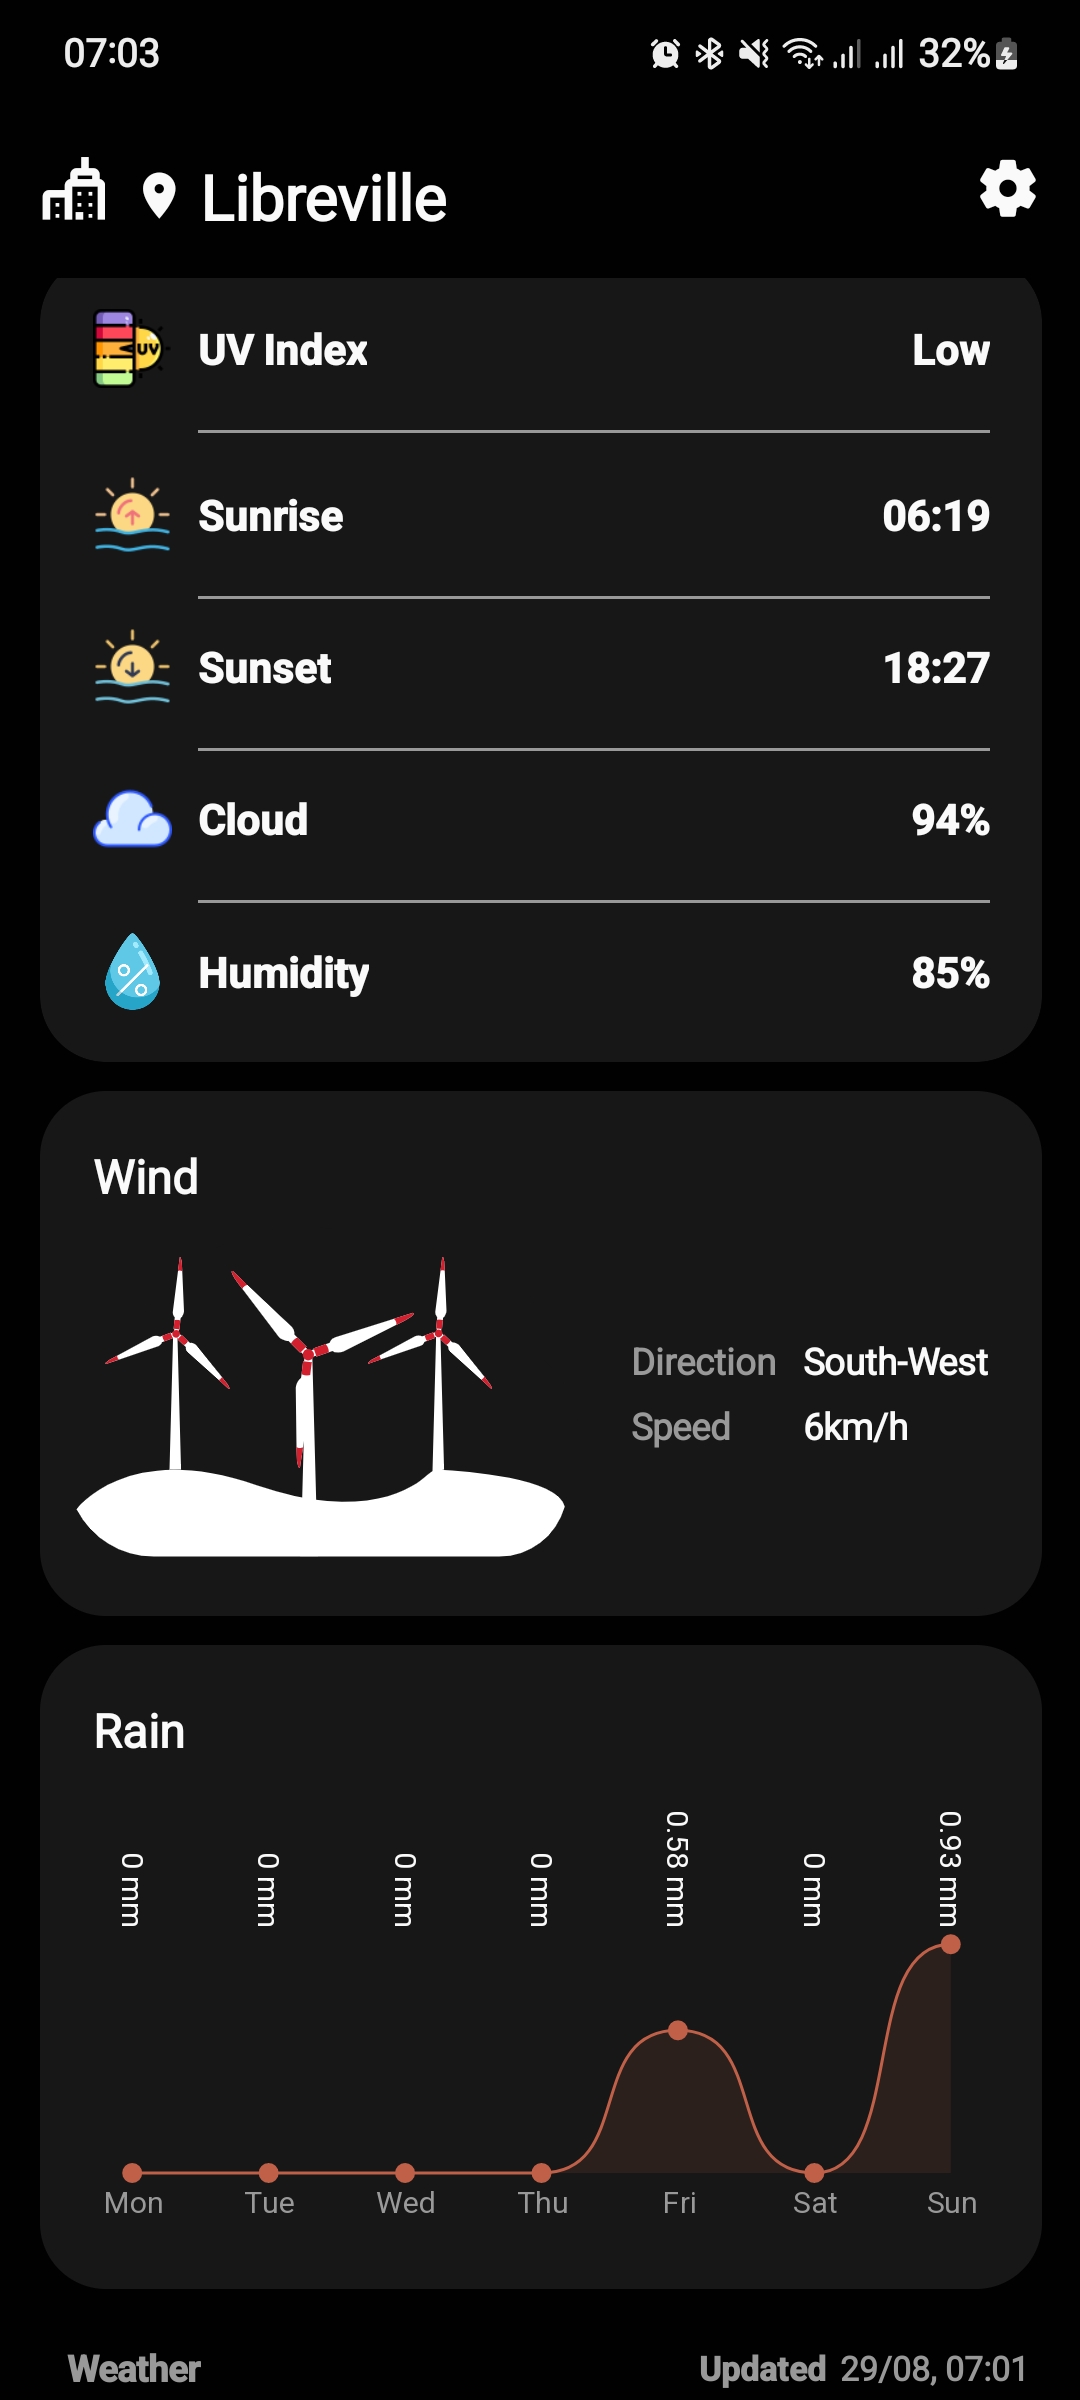 07:03 32%
Libreville
UV
UV Index Low
Sunrise 06:19
Sunset 18:27
Cloud 94%
Humidity 85%
Wind
Direction South-West
Speed 6km/h
Rain
0 mm 0 mm 0 mm 0 mm 0.58 mm 0 mm 0.93 mm
Mon Tue Wed Thu Fri Sat Sun
Weather Updated 29/08, 07:01